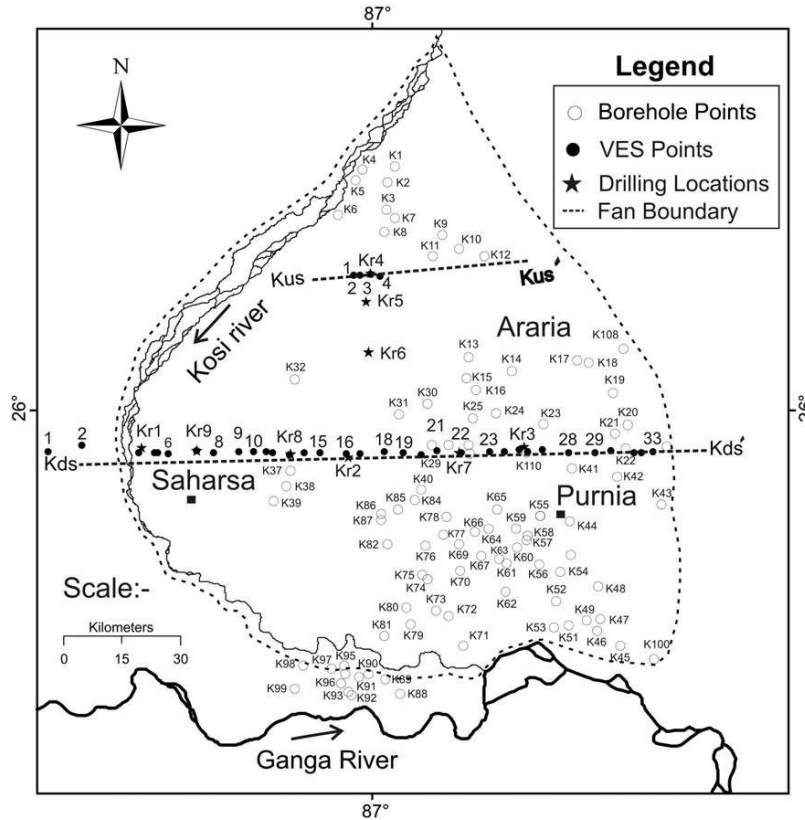 87°
N
Legend
Borehole Points
VES Points
Drilling Locations
Fan Boundary
K4 K1
K5 K2
K6 K3
K7
K8 K9
K10
K11 K12
Kus 1 Kr4 Kus'
2 3 4
Kr5
Kosi river
Kr6
Araria
K108
K13
K14 K17 K18
K32 K15
K16 K19
26° 26°
K30
K31 K25 K24 K23 K20
K21
1 2 Kr1 6 Kr9 8 9 10 Kr8 15 16 18 19 21 22 23 Kr3 28 29 33
Kds Kr2 K29 Kr7 K110 K22 Kds'
K37 K41 K42
Saharsa K38 K40
K39 K85 K84 K65 K55 Purnia K43
K86 K87 K78 K59 K44
K66 K58
K64 K57
K82 K77
K76 K69 K63
K67 K60
K75 K70 K61 K56 K54
K74 K48
Scale:- K62 K52
K80 K73 K49 K47
K72
K81 K79 K53 K51 K46
K71 K45 K100
Kilometers
0 15 30
K98 K97 K95 K90
K96 K91 K89
K99 K93 K92 K88
Ganga River
87°